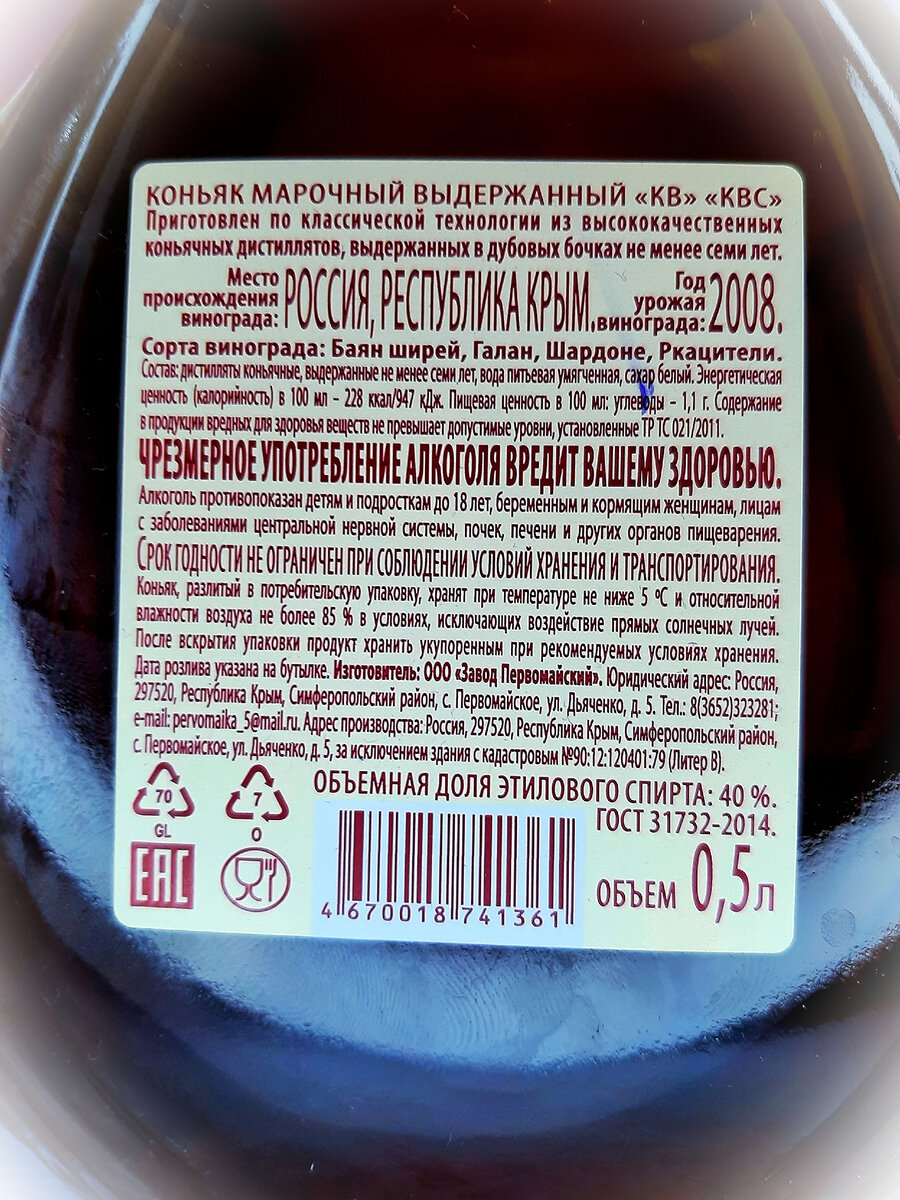 КОНЬЯК МАРОЧНЫЙ ВЫДЕРЖАННЫЙ «КВ» «КВС»
Приготовлен по классической технологии из высококачественных
коньячных дистиллятов, выдержанных в дубовых бочках не менее семи лет.
Место
происхождения
винограда: РОССИЯ, РЕСПУБЛИКА КРЫМ.
Год
урожая
винограда: 2008.
Сорта винограда: Баян ширей, Галан, Шардоне, Ркацители.
Состав: дистилляты коньячные, выдержанные не менее семи лет, вода питьевая умягченная, сахар белый. Энергетическая
ценность (калорийность) в 100 мл – 228 ккал/947 кДж. Пищевая ценность в 100 мл: углеводы – 1,1 г. Содержание
в продукции вредных для здоровья веществ не превышает допустимые уровни, установленные ТР ТС 021/2011.
ЧРЕЗМЕРНОЕ УПОТРЕБЛЕНИЕ АЛКОГОЛЯ ВРЕДИТ ВАШЕМУ ЗДОРОВЬЮ.
Алкоголь противопоказан детям и подросткам до 18 лет, беременным и кормящим женщинам, лицам
с заболеваниями центральной нервной системы, почек, печени и других органов пищеварения.
СРОК ГОДНОСТИ НЕ ОГРАНИЧЕН ПРИ СОБЛЮДЕНИИ УСЛОВИЙ ХРАНЕНИЯ И ТРАНСПОРТИРОВАНИЯ.
Коньяк, разлитый в потребительскую упаковку, хранят при температуре не ниже 5 ºС и относительной
влажности воздуха не более 85 % в условиях, исключающих воздействие прямых солнечных лучей.
После вскрытия упаковки продукт хранить укупоренным при рекомендуемых условиях хранения.
Дата розлива указана на бутылке. Изготовитель: ООО «Завод Первомайский». Юридический адрес: Россия,
297520, Республика Крым, Симферопольский район, с. Первомайское, ул. Дьяченко, д. 5. Тел.: 8(3652)323281;
e-mail: pervomaika_5@mail.ru. Адрес производства: Россия, 297520, Республика Крым, Симферопольский район,
с. Первомайское, ул. Дьяченко, д. 5, за исключением здания с кадастровым №90:12:120401:79 (Литер В).
ОБЪЕМНАЯ ДОЛЯ ЭТИЛОВОГО СПИРТА: 40 %.
ГОСТ 31732-2014.
70
GL
7
О
EAC
4 670018 741361
ОБЪЕМ 0,5 л